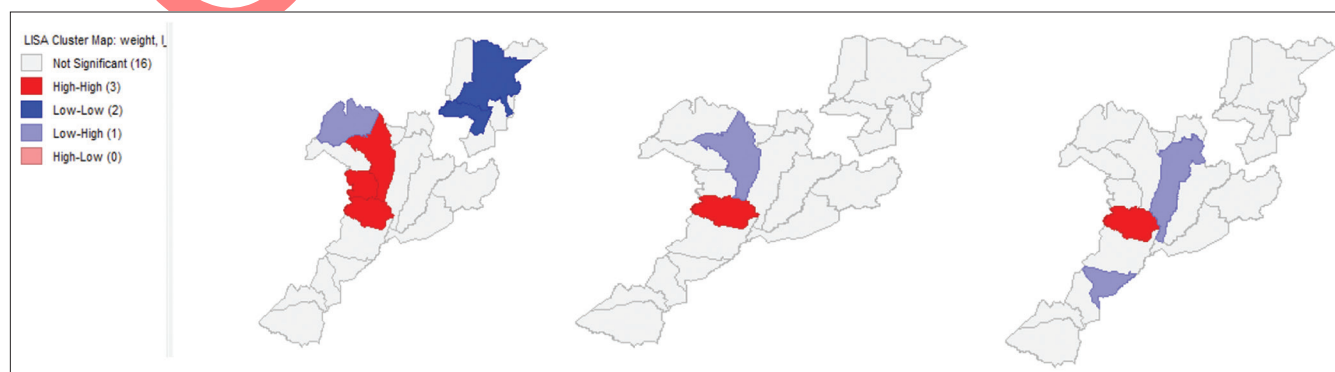 LISA Cluster Map: weight, I_
Not Significant (16)
High-High (3)
Low-Low (2)
Low-High (1)
High-Low (0)